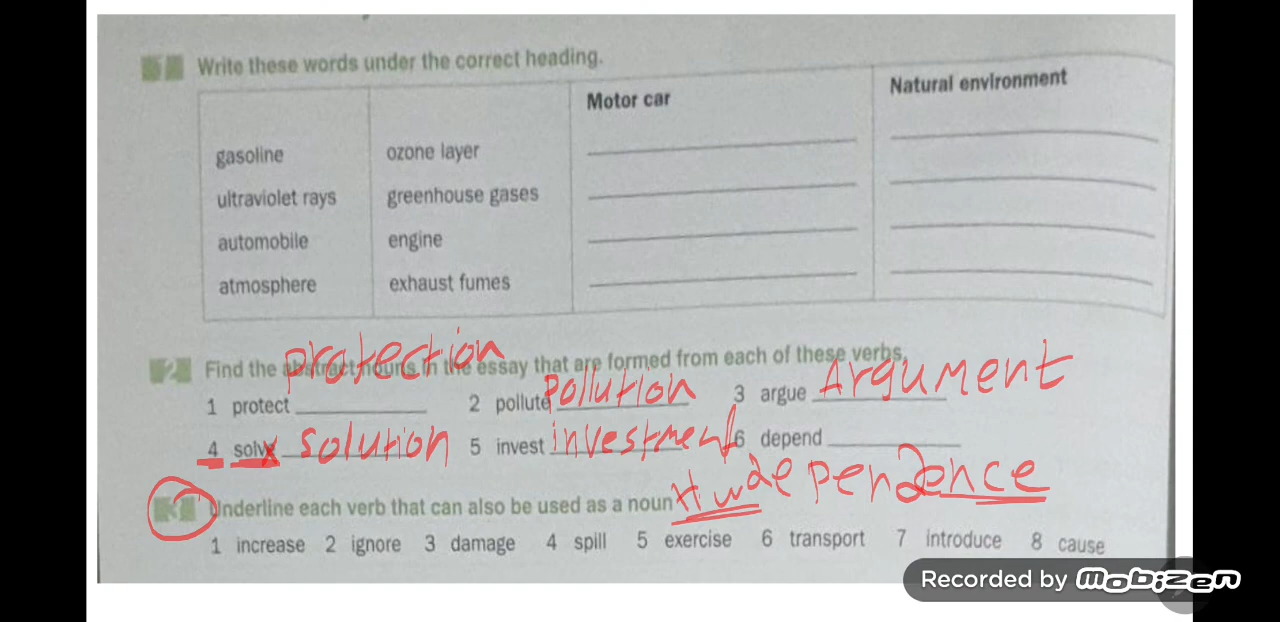 1 Write these words under the correct heading.
Motor car Natural environment
gasoline ozone layer
ultraviolet rays greenhouse gases
automobile engine
atmosphere exhaust fumes
protection
2 Find the abstract nouns in the essay that are formed from each of these verbs.
1 protect 2 pollute pollution 3 argue Argument
4 solve solution 5 invest investment 6 depend
dependence
3 Underline each verb that can also be used as a noun
1 increase 2 ignore 3 damage 4 spill 5 exercise 6 transport 7 introduce 8 cause
Recorded by mobizen